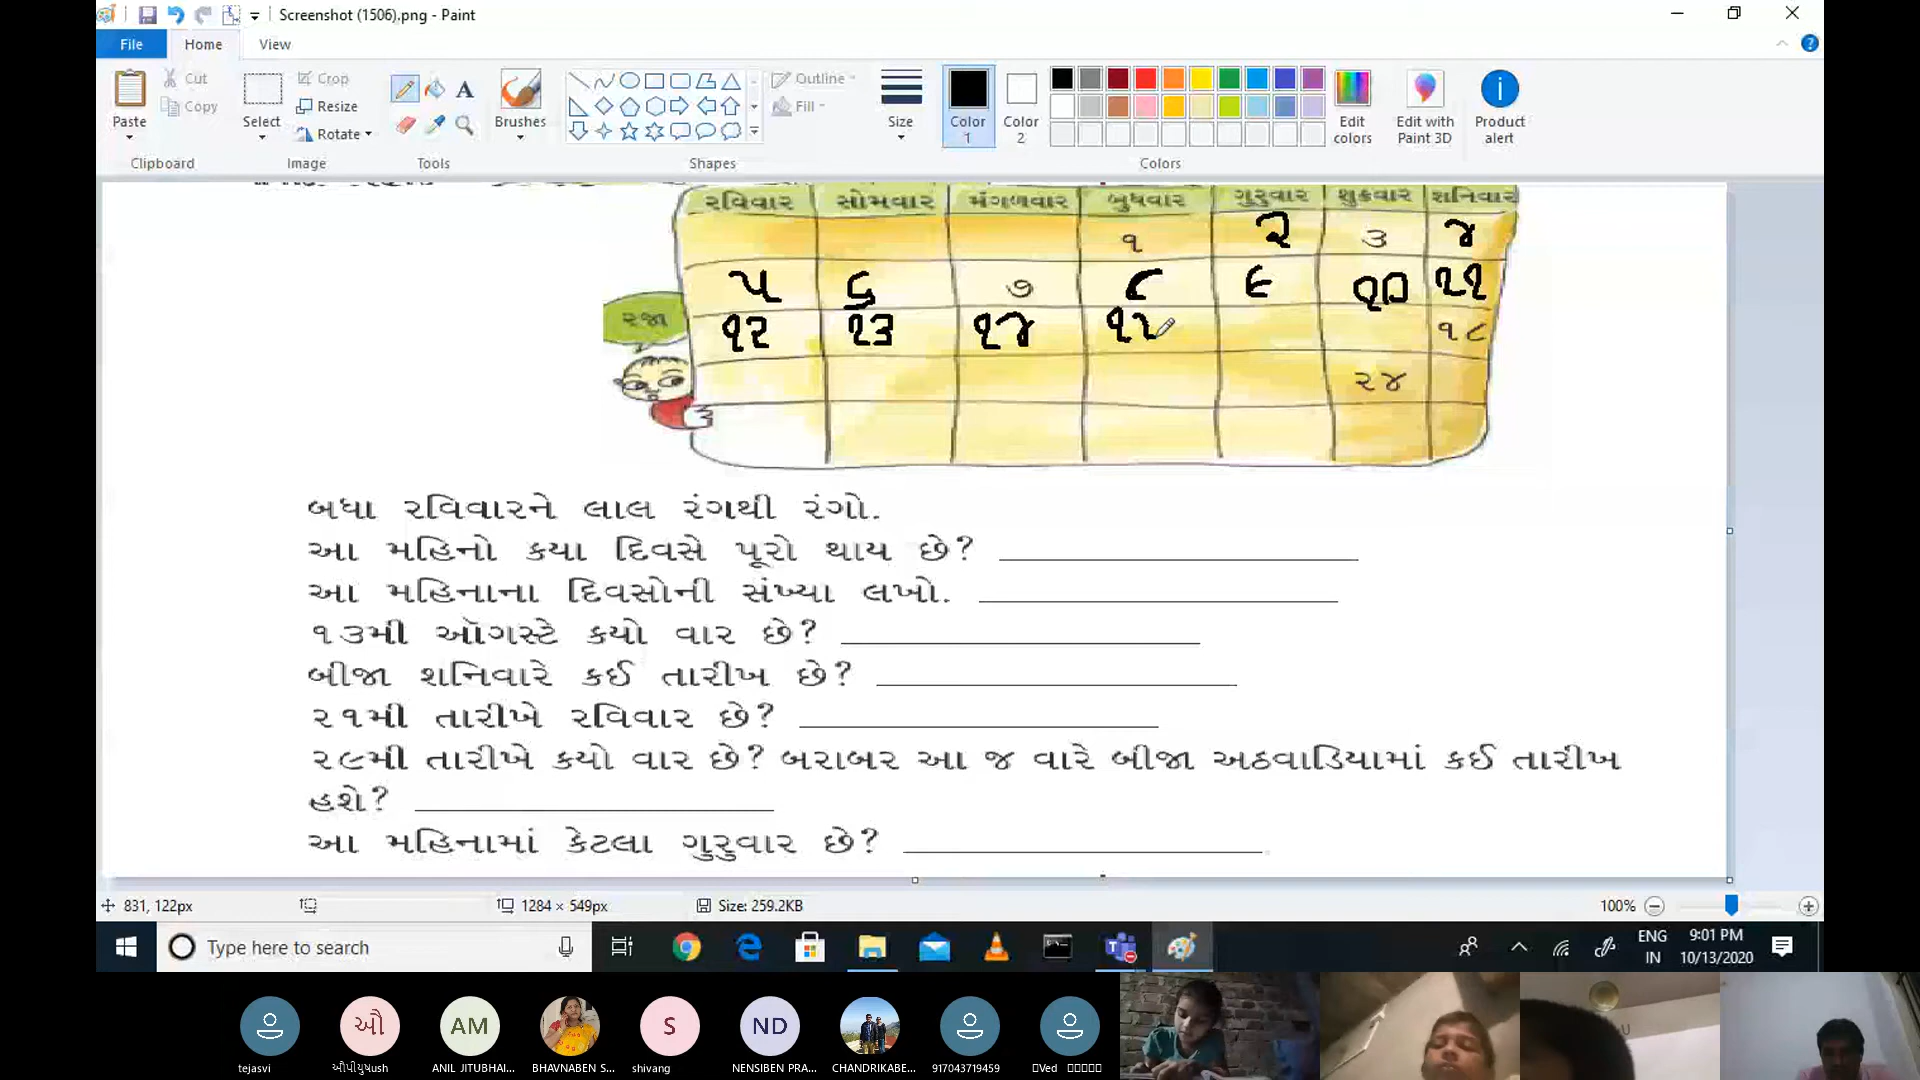 Screenshot (1506).png - Paint
File Home View
Paste Cut Copy Select Crop Resize Rotate Brushes Outline Fill Size Color 1 Color 2 Edit colors Edit with Paint 3D Product alert
Clipboard Image Tools Shapes Colors
રવિવાર સોમવાર મંગળવાર બુધવાર ગુરુવાર શુક્રવાર શનિવાર
૧ ૨ ૩ ૪
૫ ૬ ૭ ૮ ૯ ૧૦ ૧૧
રજા
૧૨ ૧૩ ૧૪ ૧૮
૨૪
બધા રવિવારને લાલ રંગથી રંગો.
આ મહિનો કયા દિવસે પૂરો થાય છે?
આ મહિનાના દિવસોની સંખ્યા લખો.
૧૩મી ઑગસ્ટે કયો વાર છે?
બીજા શનિવારે કઈ તારીખ છે?
૨૧મી તારીખે રવિવાર છે?
૨૯મી તારીખે કયો વાર છે? બરાબર આ જ વારે બીજા અઠવાડિયામાં કઈ તારીખ
હશે?
આ મહિનામાં કેટલા ગુરુવાર છે?
831, 122px 1284 × 549px Size: 259.2KB 100%
Type here to search ENG IN 9:01 PM 10/13/2020
ઔ AM S ND
tejasvi ઔપીયુષush ANIL JITUBHAI... BHAVNABEN S... shivang NENSIBEN PRA... CHANDRIKABE... 917043719459 Ved